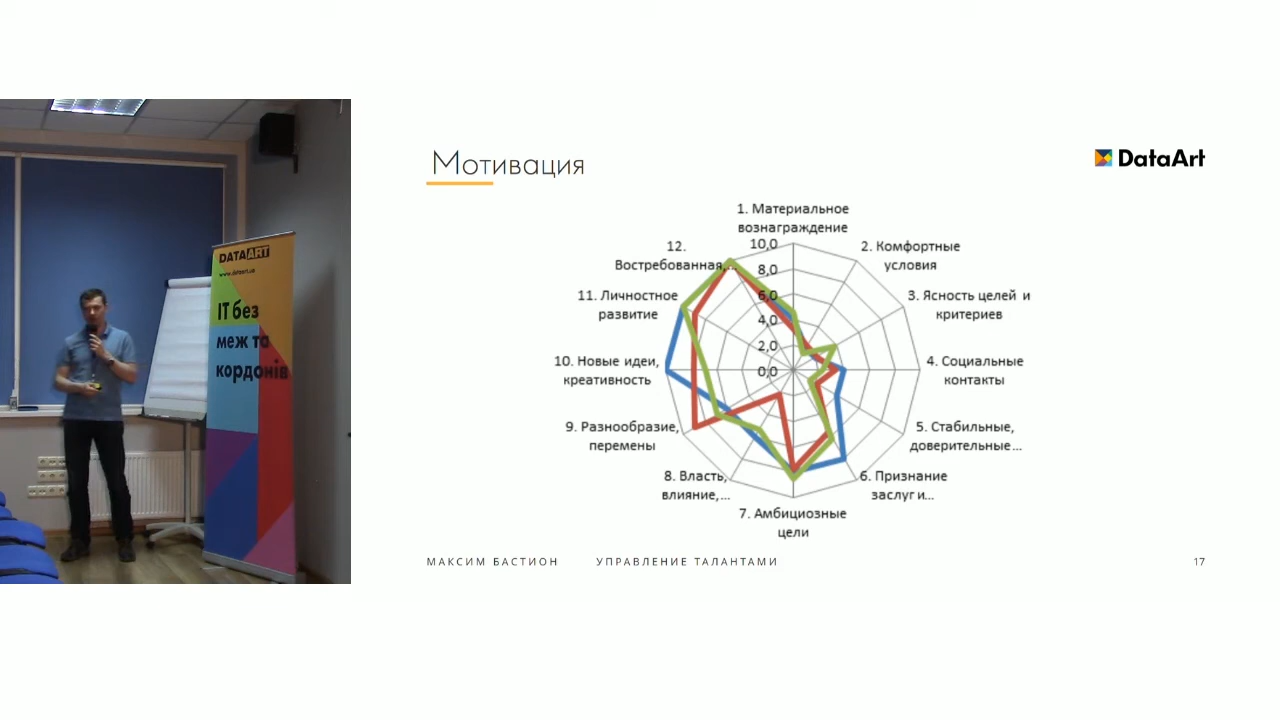 DATAART
www.dataart.ua
IT без
меж та
кордонів
Мотивация
DataArt
1. Материальное
вознаграждение
2. Комфортные
условия
3. Ясность целей и
критериев
4. Социальные
контакты
5. Стабильные,
доверительные...
6. Признание
заслуг и...
7. Амбициозные
цели
8. Власть,
влияние,...
9. Разнообразие,
перемены
10. Новые идеи,
креативность
11. Личностное
развитие
12.
Востребованная,...
10,0
8,0
6,0
4,0
2,0
0,0
МАКСИМ БАСТИОН УПРАВЛЕНИЕ ТАЛАНТАМИ 17